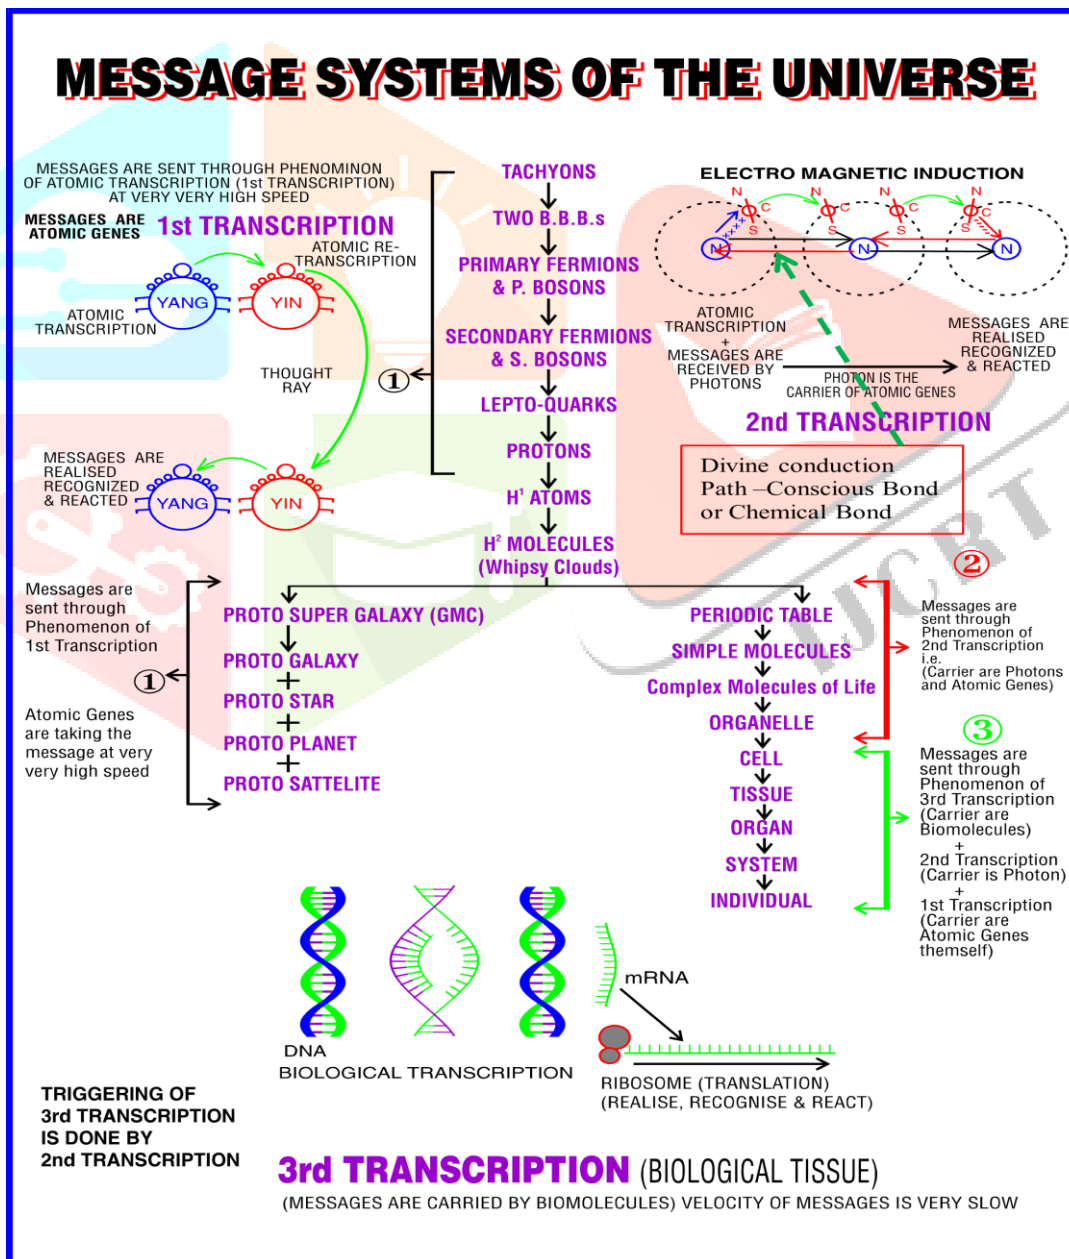 MESSAGE SYSTEMS OF THE UNIVERSE
MESSAGES ARE SENT THROUGH PHENOMINON
OF ATOMIC TRANSCRIPTION (1st TRANSCRIPTION)
AT VERY VERY HIGH SPEED
MESSAGES ARE
ATOMIC GENES
1st TRANSCRIPTION
ATOMIC RE-
TRANSCRIPTION
YANG
YIN
ATOMIC
TRANSCRIPTION
THOUGHT
RAY
MESSAGES ARE
REALISED
RECOGNIZED
& REACTED
YANG
YIN
TACHYONS
TWO B.B.B.s
PRIMARY FERMIONS
& P. BOSONS
SECONDARY FERMIONS
& S. BOSONS
1
LEPTO-QUARKS
PROTONS
H1 ATOMS
H2 MOLECULES
(Whipsy Clouds)
ELECTRO MAGNETIC INDUCTION
N N N N
C C C C
S S S S
N N N
ATOMIC
TRANSCRIPTION
+
MESSAGES ARE
RECEIVED BY
PHOTONS
PHOTON IS THE
CARRIER OF ATOMIC GENES
MESSAGES ARE
REALISED
RECOGNIZED
& REACTED
2nd TRANSCRIPTION
Divine conduction
Path –Conscious Bond
or Chemical Bond
IJCRT
Messages are
sent through
Phenomenon of
1st Transcription
1
Atomic Genes
are taking the
message at very
very high speed
PROTO SUPER GALAXY (GMC)
PROTO GALAXY
+
PROTO STAR
+
PROTO PLANET
+
PROTO SATTELITE
PERIODIC TABLE
SIMPLE MOLECULES
Complex Molecules of Life
ORGANELLE
CELL
TISSUE
ORGAN
SYSTEM
INDIVIDUAL
2
Messages are
sent through
Phenomenon of
2nd Transcription
i.e.
(Carrier are Photons
and Atomic Genes)
3
Messages are
sent through
Phenomenon of
3rd Transcription
(Carrier are
Biomolecules)
+
2nd Transcription
(Carrier is Photon)
+
1st Transcription
(Carrier are
Atomic Genes
themself)
mRNA
DNA
BIOLOGICAL TRANSCRIPTION
RIBOSOME (TRANSLATION)
(REALISE, RECOGNISE & REACT)
TRIGGERING OF
3rd TRANSCRIPTION
IS DONE BY
2nd TRANSCRIPTION
3rd TRANSCRIPTION (BIOLOGICAL TISSUE)
(MESSAGES ARE CARRIED BY BIOMOLECULES) VELOCITY OF MESSAGES IS VERY SLOW